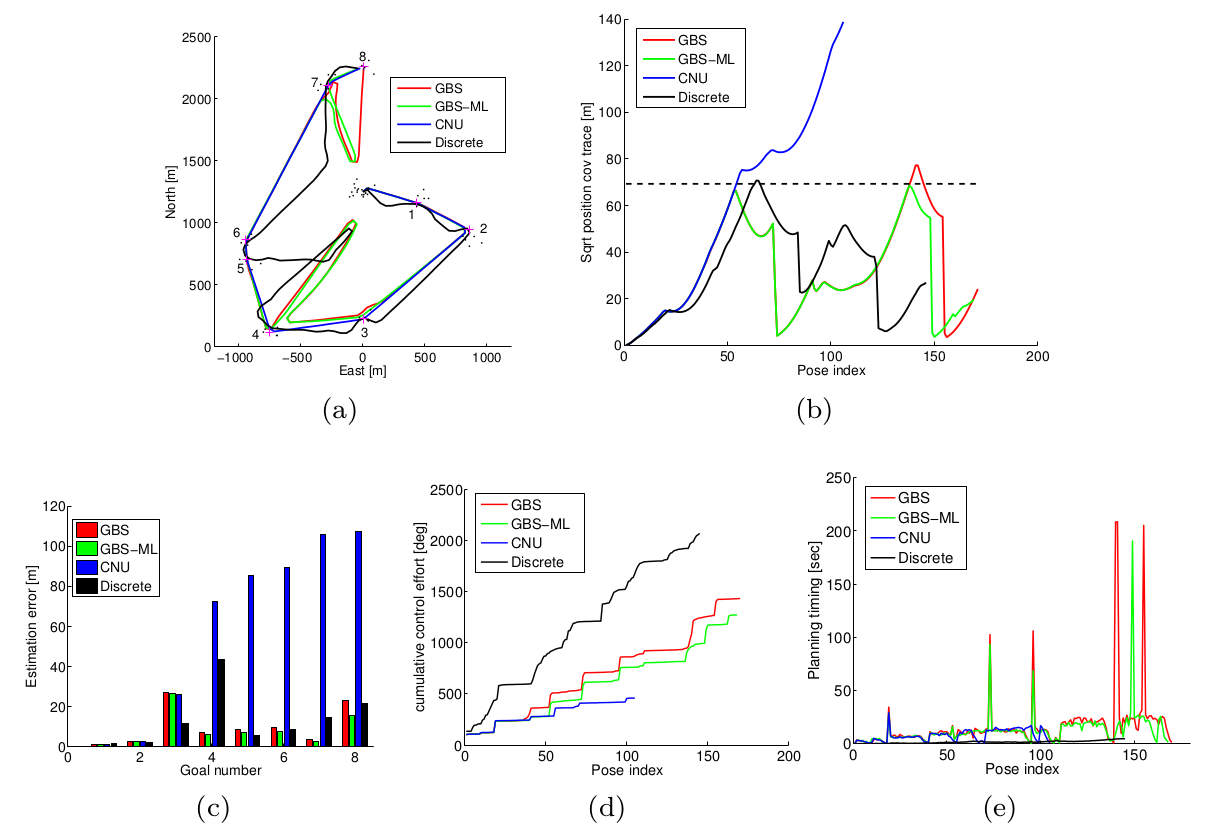 2500
2000
1500
1000
500
0
North [m]
−1000
−500
0
500
1000
East [m]
GBS
GBS−ML
CNU
Discrete
8
7
1
2
6
5
4
3
(a)
140
120
100
80
60
40
20
0
Sqrt position cov trace [m]
0
50
100
150
200
Pose index
GBS
GBS−ML
CNU
Discrete
(b)
120
100
80
60
40
20
0
Estimation error [m]
0
2
4
6
8
Goal number
GBS
GBS−ML
CNU
Discrete
(c)
2500
2000
1500
1000
500
0
cumulative control effort [deg]
0
50
100
150
200
Pose index
GBS
GBS−ML
CNU
Discrete
(d)
250
200
150
100
50
0
Planning timing [sec]
0
50
100
150
Pose index
GBS
GBS−ML
CNU
Discrete
(e)